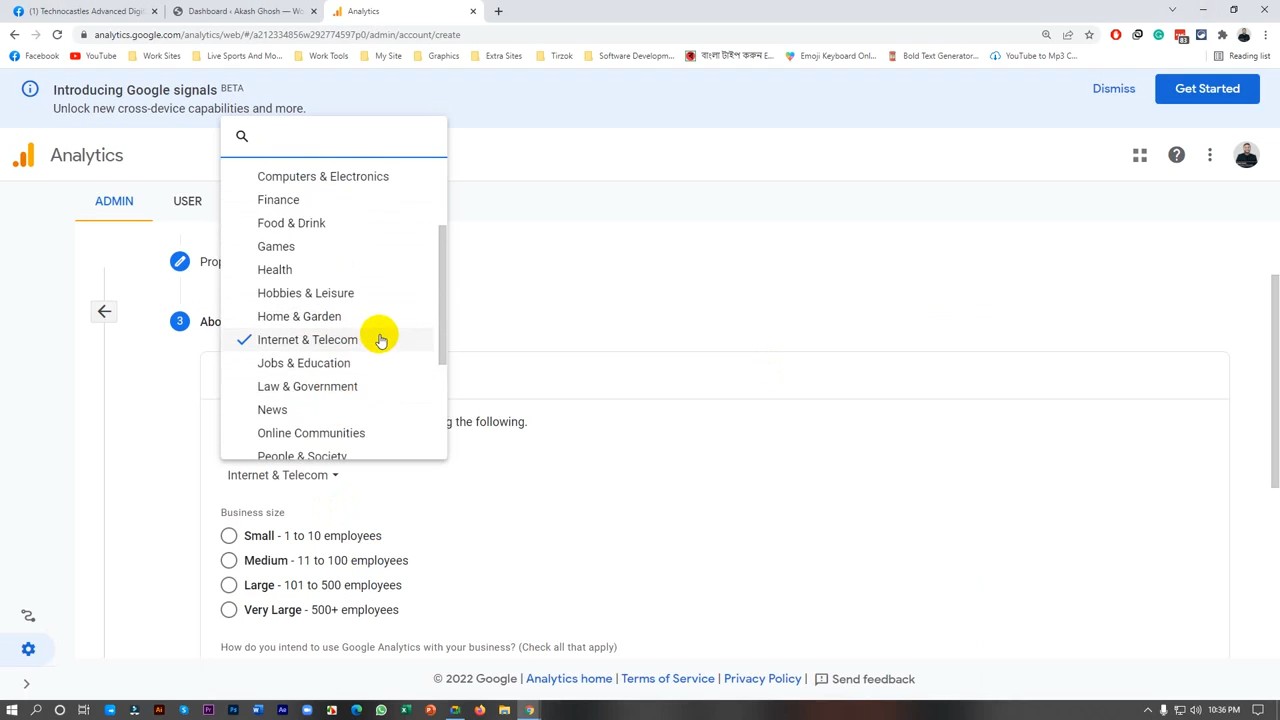 (1) Technocastles Advanced Digi
Dashboard ‹ Akash Ghosh — Wo
Analytics
analytics.google.com/analytics/web/#/a212334856w292774597p0/admin/account/create
Facebook
YouTube
Work Sites
Live Sports And Mo...
Work Tools
My Site
Graphics
Extra Sites
Tirzok
Software Developm...
বাংলা টাইপ করুন E...
Emoji Keyboard Onl...
Bold Text Generator...
YouTube to Mp3 C...
Reading list
Introducing Google signals BETA
Unlock new cross-device capabilities and more.
Dismiss
Get Started
Analytics
ADMIN
USER
Prop
Abo
Computers & Electronics
Finance
Food & Drink
Games
Health
Hobbies & Leisure
Home & Garden
Internet & Telecom
Jobs & Education
Law & Government
News
Online Communities
People & Society
3
g the following.
Internet & Telecom
Business size
Small - 1 to 10 employees
Medium - 11 to 100 employees
Large - 101 to 500 employees
Very Large - 500+ employees
How do you intend to use Google Analytics with your business? (Check all that apply)
© 2022 Google | Analytics home | Terms of Service | Privacy Policy | Send feedback
10:36 PM